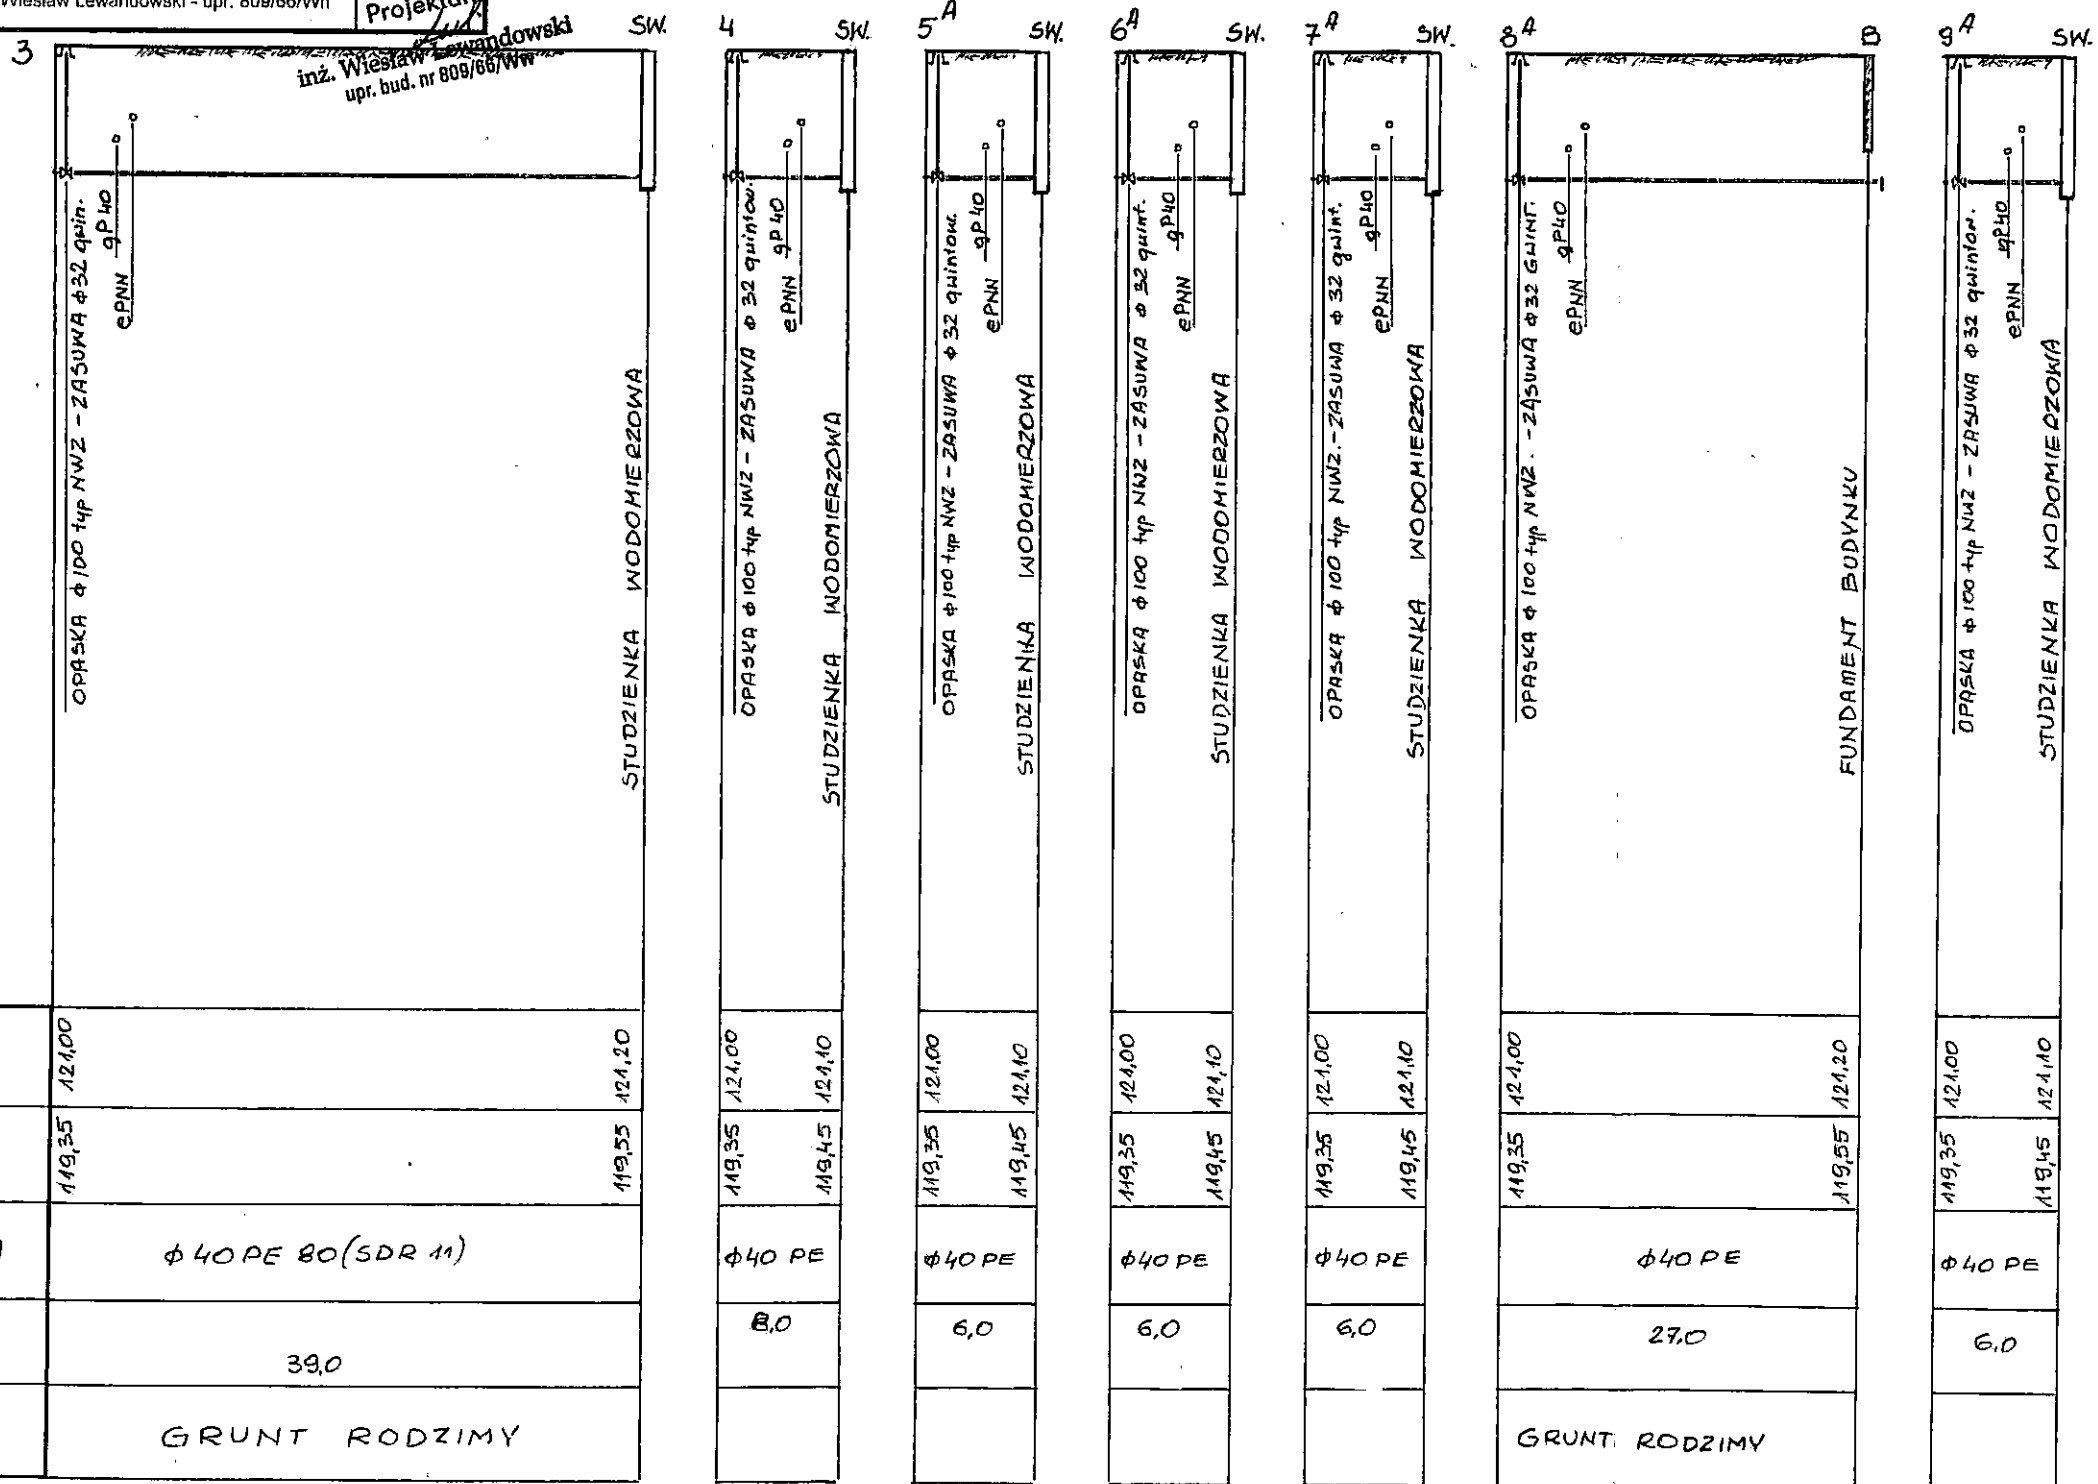 Wiesław Lewandowski - upr. 809/66/Wn
inż. Wiesław Lewandowski
upr. bud. nr 809/66/Ww
3 SW.
OPASKA ϕ100 typ NWZ - ZASUWA ϕ32 gwin.
gP40
ePNN
STUDZIENKA WODOMIERZOWA
121,00 121,20
119,35 119,55
ϕ40 PE 80 (SDR 11)
39,0
GRUNT RODZIMY
4 SW.
OPASKA ϕ100 typ NWZ - ZASUWA ϕ32 gwintow.
gP40
ePNN
STUDZIENKA WODOMIERZOWA
121,00 121,10
119,35 119,45
ϕ40 PE
8,0
5A SW.
OPASKA ϕ100 typ NWZ - ZASUWA ϕ32 gwintow.
gP40
ePNN
STUDZIENKA WODOMIERZOWA
121,00 121,10
119,35 119,45
ϕ40 PE
6,0
6A SW.
OPASKA ϕ100 typ NWZ - ZASUWA ϕ32 gwint.
gP40
ePNN
STUDZIENKA WODOMIERZOWA
121,00 121,10
119,35 119,45
ϕ40 PE
6,0
7A SW.
OPASKA ϕ100 typ NWZ. - ZASUWA ϕ32 gwint.
gP40
ePNN
STUDZIENKA WODOMIERZOWA
121,00 121,10
119,35 119,45
ϕ40 PE
6,0
8A B
OPASKA ϕ100 typ NWZ. - ZASUWA ϕ32 GWINT.
gP40
ePNN
FUNDAMENT BUDYNKU
121,00 121,20
119,35 119,55
ϕ40 PE
27,0
GRUNT RODZIMY
9A SW.
OPASKA ϕ100 typ NWZ - ZASUWA ϕ32 gwintow.
gP40
ePNN
STUDZIENKA WODOMIERZOWA
121,00 121,10
119,35 119,45
ϕ40 PE
6,0